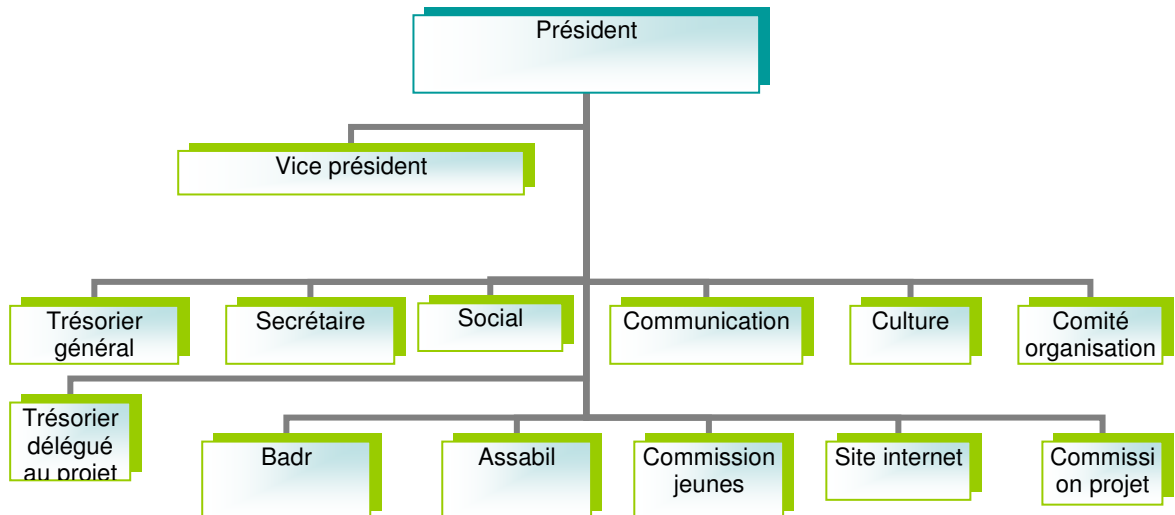 Président
Vice président
Trésorier
général
Secrétaire
Social
Communication
Culture
Comité
organisation
Trésorier
délégué
au projet
Badr
Assabil
Commission
jeunes
Site internet
Commissi
on projet